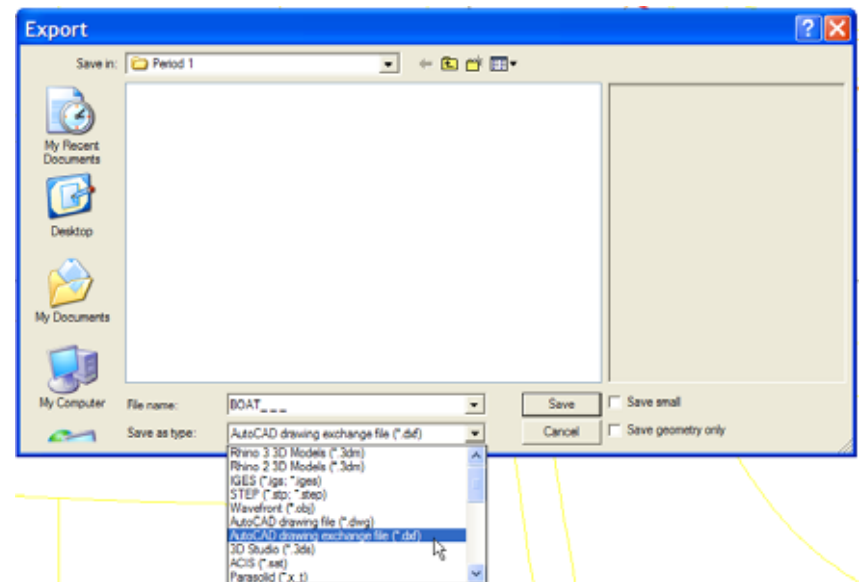 Export
Save in: Period 1
My Recent
Documents
Desktop
My Documents
My Computer
File name: BOAT_ _ _ Save Save small
Save as type: AutoCAD drawing exchange file (*.dxf) Cancel Save geometry only
Rhino 3 3D Models (*.3dm)
Rhino 2 3D Models (*.3dm)
IGES (*.igs; *.iges)
STEP (*.stp; *.step)
Wavefront (*.obj)
AutoCAD drawing file (*.dwg)
AutoCAD drawing exchange file (*.dxf)
3D Studio (*.3ds)
ACIS (*.sat)
Parasolid (*.x_t)